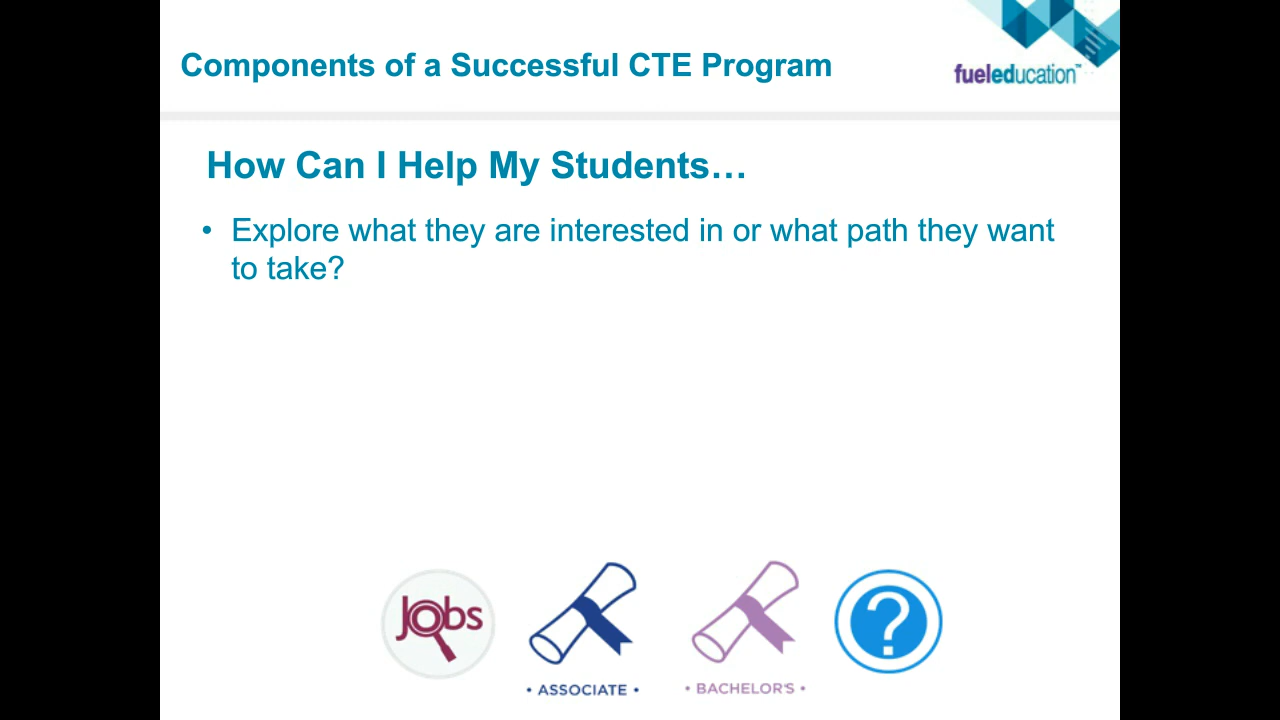 Components of a Successful CTE Program
fueleducation™
How Can I Help My Students…
• Explore what they are interested in or what path they want
to take?
Jobs
• ASSOCIATE •
• BACHELOR'S •
?